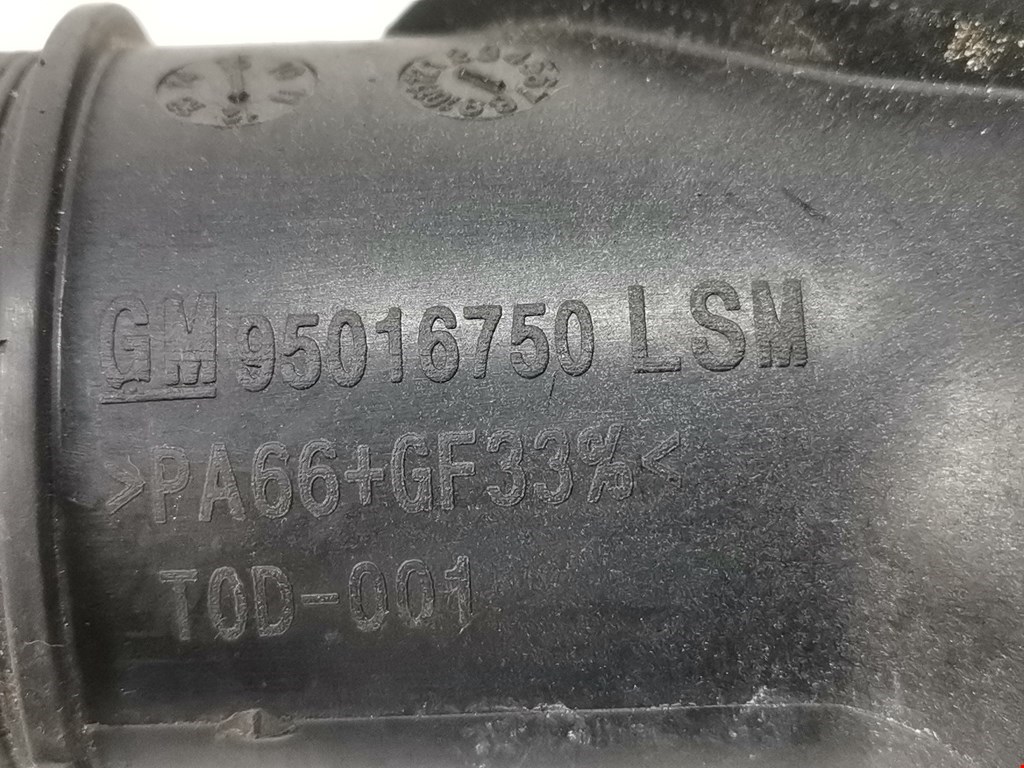 GM 95016750 LSM
>PA66+GF33%<
TOD-001